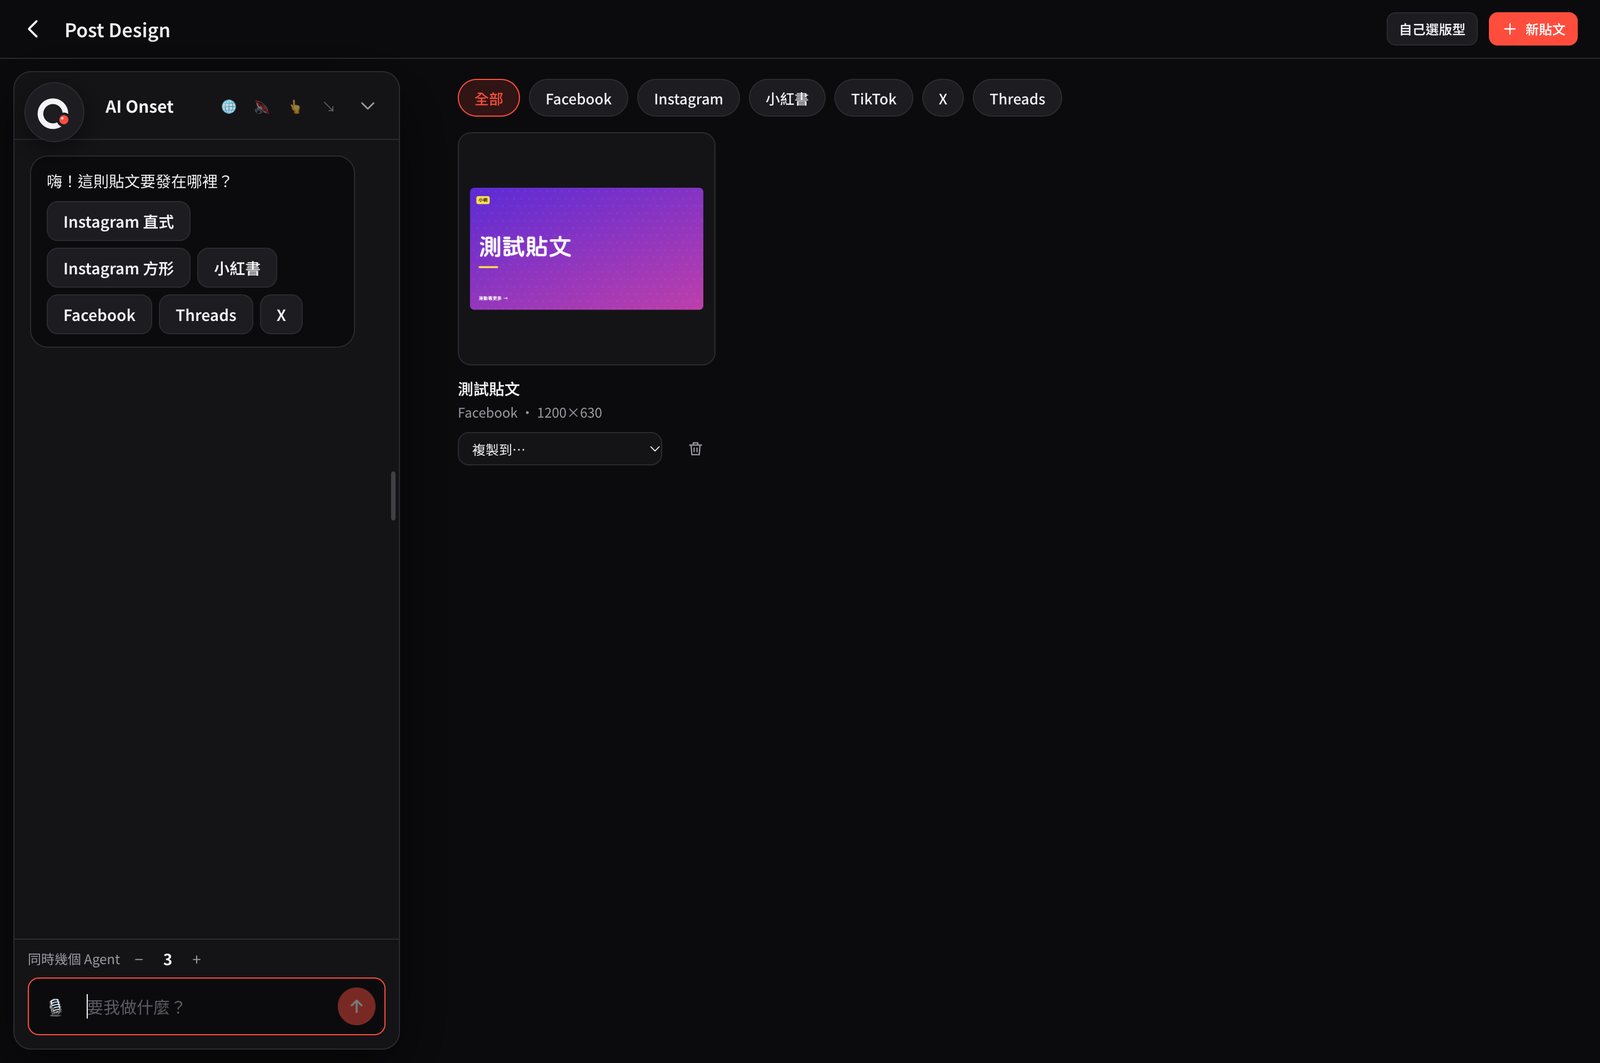 Post Design
自己選版型
+ 新貼文
AI Onset
嗨！這則貼文要發在哪裡？
Instagram 直式
Instagram 方形
小紅書
Facebook
Threads
X
同時幾個 Agent − 3 +
要我做什麼？
全部
Facebook
Instagram
小紅書
TikTok
X
Threads
測試貼文
測試貼文
Facebook・1200×630
複製到⋯